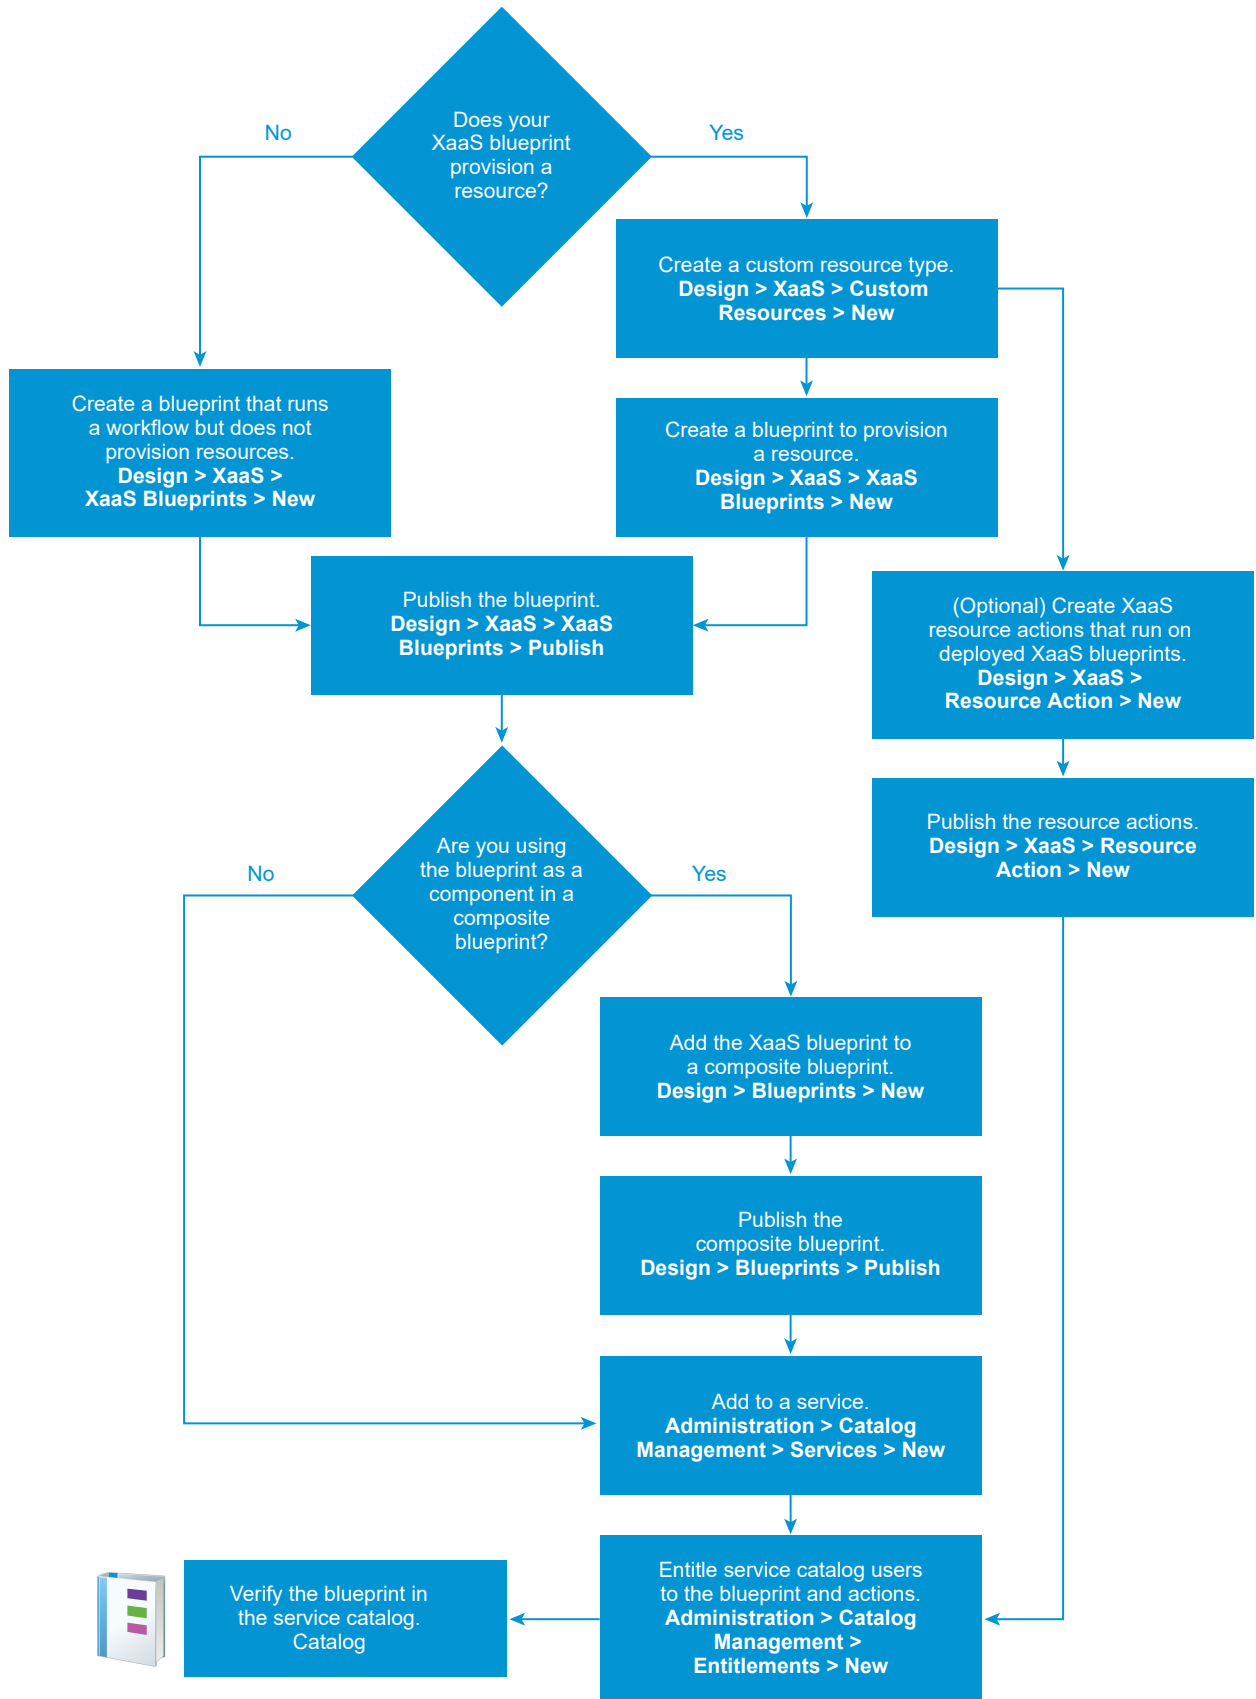 Does your
XaaS blueprint
provision a
resource?
No
Yes
Create a custom resource type.
Design > XaaS > Custom
Resources > New
Create a blueprint that runs
a workflow but does not
provision resources.
Design > XaaS >
XaaS Blueprints > New
Create a blueprint to provision
a resource.
Design > XaaS > XaaS
Blueprints > New
Publish the blueprint.
Design > XaaS > XaaS
Blueprints > Publish
(Optional) Create XaaS
resource actions that run on
deployed XaaS blueprints.
Design > XaaS >
Resource Action > New
Publish the resource actions.
Design > XaaS > Resource
Action > New
Are you using
the blueprint as a
component in a
composite
blueprint?
No
Yes
Add the XaaS blueprint to
a composite blueprint.
Design > Blueprints > New
Publish the
composite blueprint.
Design > Blueprints > Publish
Add to a service.
Administration > Catalog
Management > Services > New
Entitle service catalog users
to the blueprint and actions.
Administration > Catalog
Management >
Entitlements > New
Verify the blueprint in
the service catalog.
Catalog